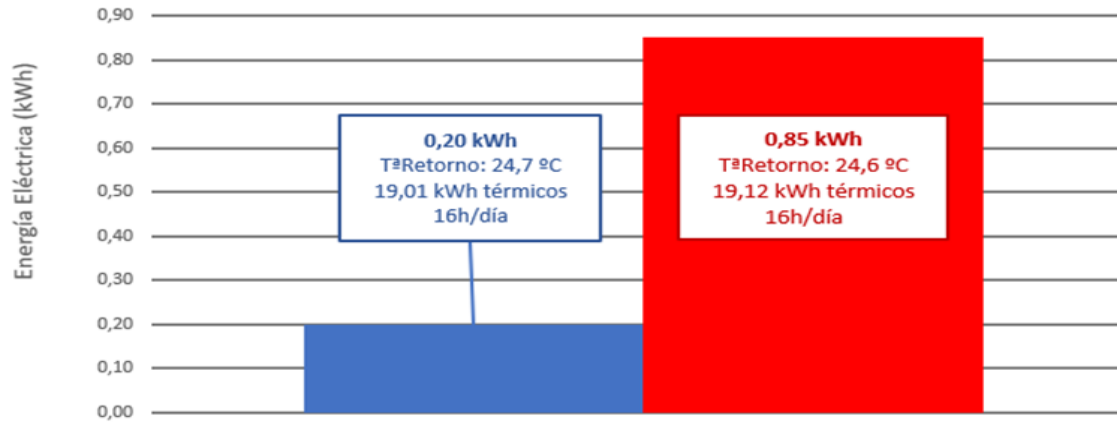 Energía Eléctrica (kWh)
0,90
0,80
0,70
0,60
0,50
0,40
0,30
0,20
0,10
0,00
0,20 kWh
TªRetorno: 24,7 ºC
19,01 kWh térmicos
16h/día
0,85 kWh
TªRetorno: 24,6 ºC
19,12 kWh térmicos
16h/día